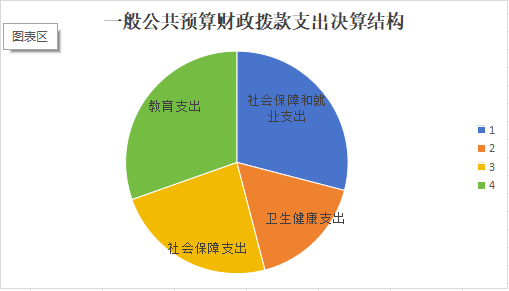 一般公共预算财政拨款支出决算结构
图表区
教育支出
社会保障和就
业支出
卫生健康支出
社会保障支出
1
2
3
4